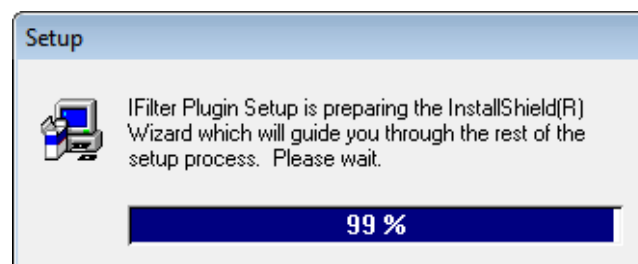 Setup
IFilter Plugin Setup is preparing the InstallShield(R)
Wizard which will guide you through the rest of the
setup process.  Please wait.
99 %